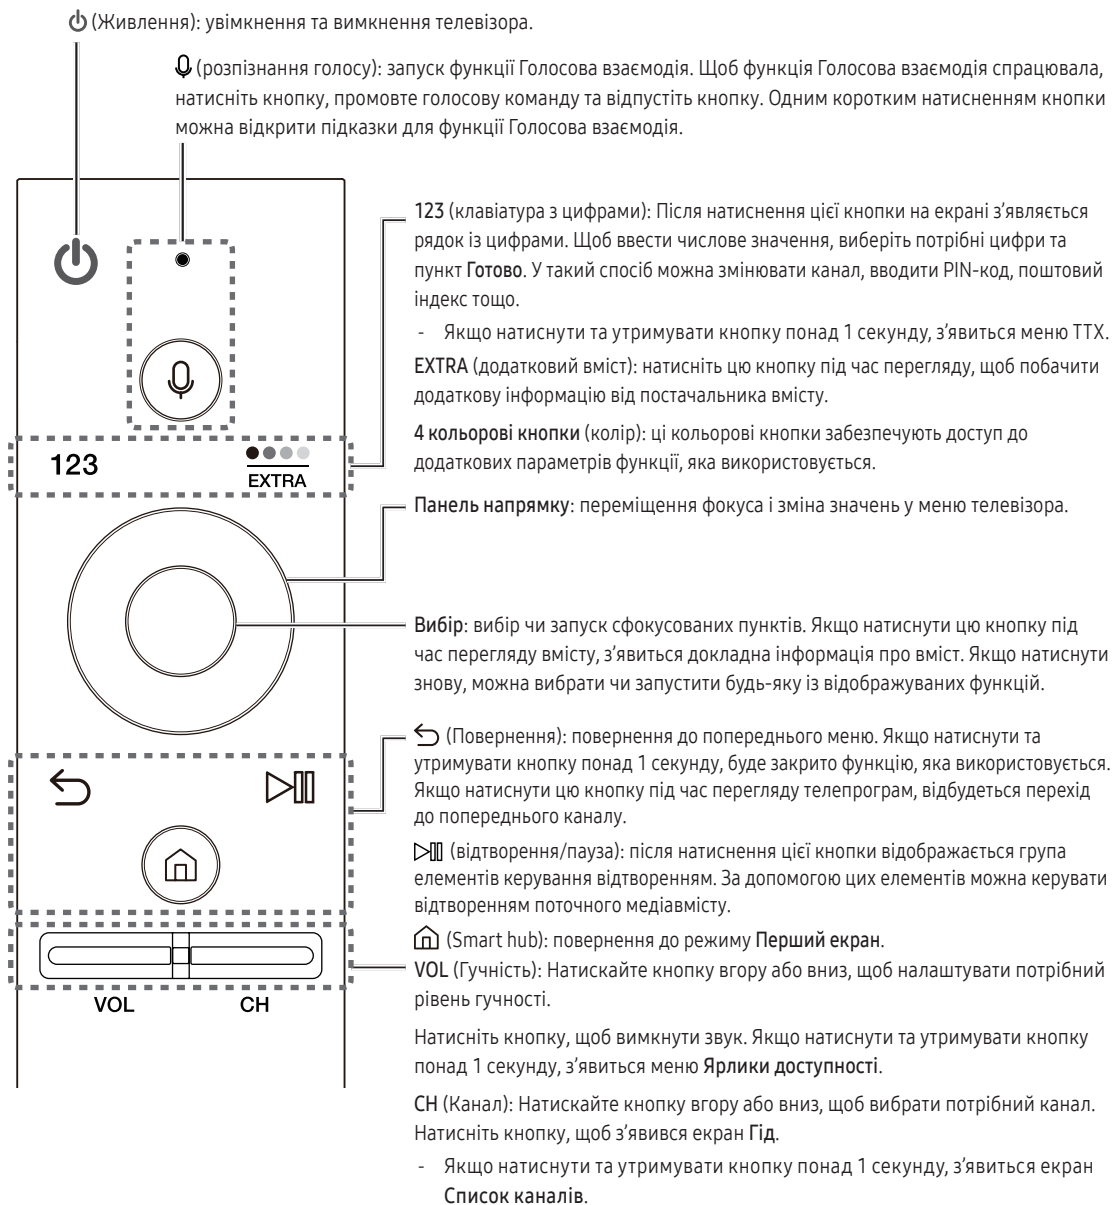 (Живлення): увімкнення та вимкнення телевізора.
(розпізнання голосу): запуск функції Голосова взаємодія. Щоб функція Голосова взаємодія спрацювала,
натисніть кнопку, промовте голосову команду та відпустіть кнопку. Одним коротким натисненням кнопки
можна відкрити підказки для функції Голосова взаємодія.
123 (клавіатура з цифрами): Після натиснення цієї кнопки на екрані з’являється
рядок із цифрами. Щоб ввести числове значення, виберіть потрібні цифри та
пункт Готово. У такий спосіб можна змінювати канал, вводити PIN-код, поштовий
індекс тощо.
- Якщо натиснути та утримувати кнопку понад 1 секунду, з’явиться меню TTX.
EXTRA (додатковий вміст): натисніть цю кнопку під час перегляду, щоб побачити
додаткову інформацію від постачальника вмісту.
4 кольорові кнопки (колір): ці кольорові кнопки забезпечують доступ до
додаткових параметрів функції, яка використовується.
123
EXTRA
Панель напрямку: переміщення фокуса і зміна значень у меню телевізора.
Вибір: вибір чи запуск сфокусованих пунктів. Якщо натиснути цю кнопку під
час перегляду вмісту, з’явиться докладна інформація про вміст. Якщо натиснути
знову, можна вибрати чи запустити будь-яку із відображуваних функцій.
(Повернення): повернення до попереднього меню. Якщо натиснути та
утримувати кнопку понад 1 секунду, буде закрито функцію, яка використовується.
Якщо натиснути цю кнопку під час перегляду телепрограм, відбудеться перехід
до попереднього каналу.
(відтворення/пауза): після натиснення цієї кнопки відображається група
елементів керування відтворенням. За допомогою цих елементів можна керувати
відтворенням поточного медіавмісту.
(Smart hub): повернення до режиму Перший екран.
VOL (Гучність): Натискайте кнопку вгору або вниз, щоб налаштувати потрібний
рівень гучності.
VOL CH
Натисніть кнопку, щоб вимкнути звук. Якщо натиснути та утримувати кнопку
понад 1 секунду, з’явиться меню Ярлики доступності.
CH (Канал): Натискайте кнопку вгору або вниз, щоб вибрати потрібний канал.
Натисніть кнопку, щоб з’явився екран Гід.
- Якщо натиснути та утримувати кнопку понад 1 секунду, з’явиться екран
Список каналів.